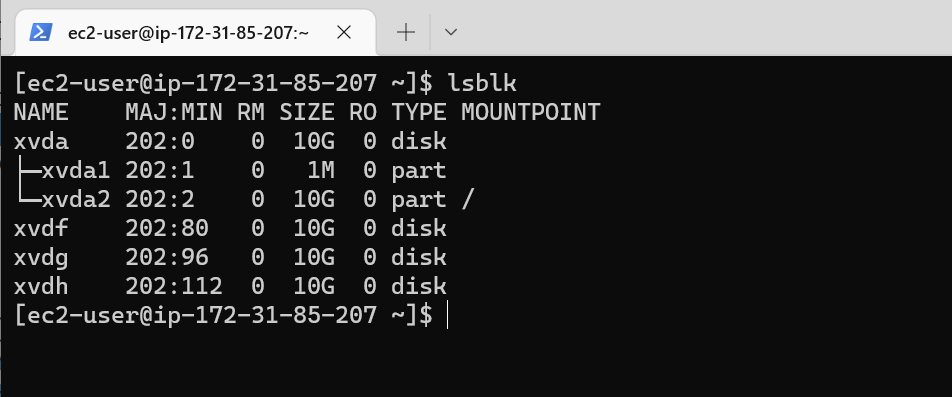 ec2-user@ip-172-31-85-207:~
[ec2-user@ip-172-31-85-207 ~]$ lsblk
NAME    MAJ:MIN RM SIZE RO TYPE MOUNTPOINT
xvda    202:0    0  10G  0 disk
├─xvda1 202:1    0   1M  0 part
└─xvda2 202:2    0  10G  0 part /
xvdf    202:80   0  10G  0 disk
xvdg    202:96   0  10G  0 disk
xvdh    202:112  0  10G  0 disk
[ec2-user@ip-172-31-85-207 ~]$